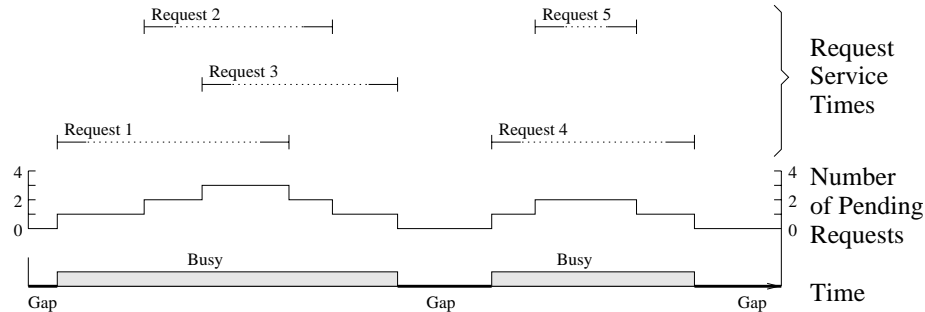 Request 2
Request 5
Request 3
Request
Service
Times
Request 1
Request 4
4
2
0
4
2
0
Number
of Pending
Requests
Busy
Busy
Gap
Gap
Gap
Time